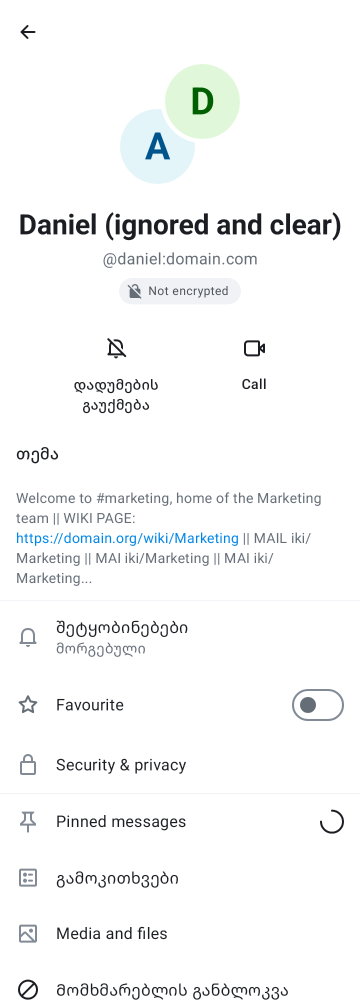 D
A
Daniel (ignored and clear)
@daniel:domain.com
Not encrypted
დადუმების
გაუქმება
Call
თემა
Welcome to #marketing, home of the Marketing
team || WIKI PAGE:
https://domain.org/wiki/Marketing || MAIL iki/
Marketing || MAI iki/Marketing || MAI iki/
Marketing...
შეტყობინებები
მორგებული
Favourite
Security & privacy
Pinned messages
გამოკითხვები
Media and files
მომხმარებლის განბლოკვა